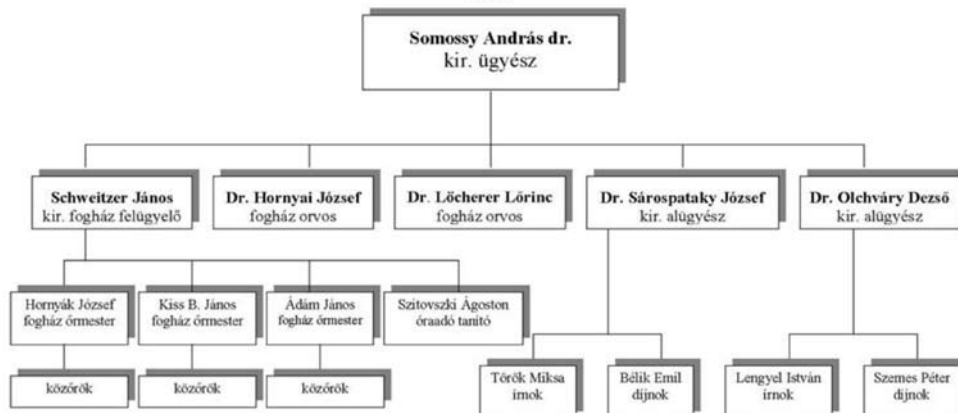 Somossy András dr.
kir. ügyész
Schweitzer János
kir. fogház felügyelő
Dr. Hornyai József
fogház orvos
Dr. Löcherer Lőrinc
fogház orvos
Dr. Sárospataky József
kir. alügyész
Dr. Olchváry Dezső
kir. alügyész
Hornyák József
fogház őrmester
Kiss B. János
fogház őrmester
Ádám János
fogház őrmester
Szitovszki Ágoston
óraadó tanító
közőrök
közőrök
közőrök
Török Miksa
írnok
Bélik Emil
díjnok
Lengyel István
írnok
Szemes Péter
díjnok